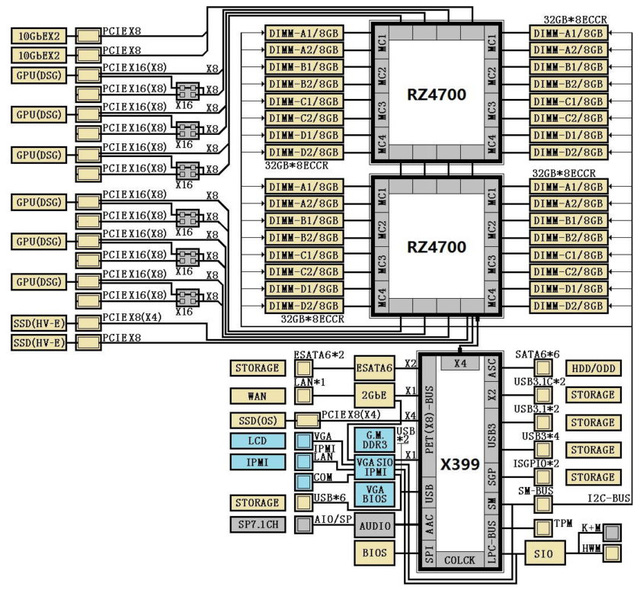 10GbEX2
PCIEX8
10GbEX2
PCIEX8
GPU(DSG)
PCIEX16(X8)
X8
PCIEX16(X8)
X16
X8
GPU(DSG)
PCIEX16(X8)
X8
PCIEX16(X8)
X16
X8
GPU(DSG)
PCIEX16(X8)
X8
PCIEX16(X8)
X16
X8
GPU(DSG)
PCIEX16(X8)
X8
PCIEX16(X8)
X16
X8
GPU(DSG)
PCIEX16(X8)
X8
PCIEX16(X8)
X16
X8
GPU(DSG)
PCIEX16(X8)
X8
PCIEX16(X8)
X16
X8
SSD(HV-E)
PCIEX8(X4)
SSD(HV-E)
PCIEX8
DIMM-A1/8GB
DIMM-A2/8GB
DIMM-B1/8GB
DIMM-B2/8GB
DIMM-C1/8GB
DIMM-C2/8GB
DIMM-D1/8GB
DIMM-D2/8GB
32GB*8ECCR
MC1
MC2
MC3
MC4
RZ4700
MC1
MC2
MC3
MC4
32GB*8ECCR
DIMM-A1/8GB
DIMM-A2/8GB
DIMM-B1/8GB
DIMM-B2/8GB
DIMM-C1/8GB
DIMM-C2/8GB
DIMM-D1/8GB
DIMM-D2/8GB
DIMM-A1/8GB
DIMM-A2/8GB
DIMM-B1/8GB
DIMM-B2/8GB
DIMM-C1/8GB
DIMM-C2/8GB
DIMM-D1/8GB
DIMM-D2/8GB
32GB*8ECCR
MC1
MC2
MC3
MC4
RZ4700
MC1
MC2
MC3
MC4
32GB*8ECCR
DIMM-A1/8GB
DIMM-A2/8GB
DIMM-B1/8GB
DIMM-B2/8GB
DIMM-C1/8GB
DIMM-C2/8GB
DIMM-D1/8GB
DIMM-D2/8GB
STORAGE
ESATA6*2
ESATA6
X2
WAN
LAN*1
2GbE
X1
SSD(OS)
PCIEX8(X4)
X4
LCD
VGA
G.M.
DDR3
USB
*2
IPMI
IPMI
LAN
VGA SIO
IPMI
X1
COM
VGA
BIOS
STORAGE
USB*6
SP7.1CH
AIO/SP
AUDIO
BIOS
X4
PET(X8)-BUS
USB
AAC
SPI
X399
COLCK
ASC
X2
USB3
SGP
SM
LPC-BUS
SATA6*6
HDD/ODD
USB3.1C*2
STORAGE
USB3.1*2
STORAGE
USB3*4
STORAGE
ISGPIO*2
STORAGE
SM-BUS
I2C-BUS
TPM
SIO
K+M
HWM